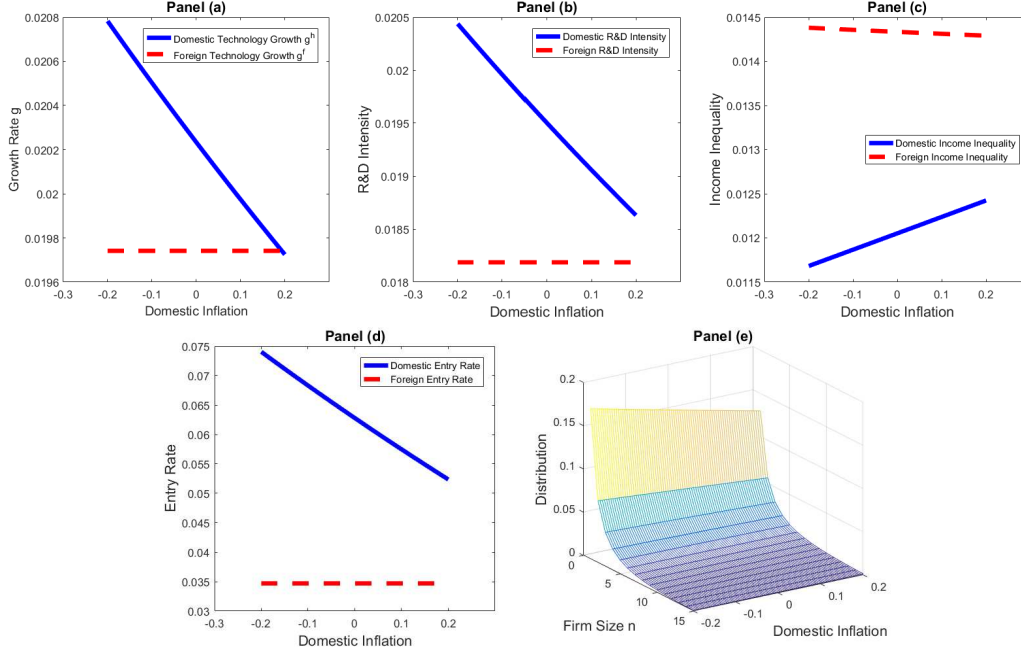 Panel (a)
Growth Rate g
0.0208
0.0206
0.0204
0.0202
0.02
0.0198
0.0196
-0.3
-0.2
-0.1
0
0.1
0.2
0.3
Domestic Inflation
Domestic Technology Growth g^h
Foreign Technology Growth g^f
Panel (b)
R&D Intensity
0.0205
0.02
0.0195
0.019
0.0185
0.018
-0.3
-0.2
-0.1
0
0.1
0.2
0.3
Domestic Inflation
Domestic R&D Intensity
Foreign R&D Intensity
Panel (c)
Income Inequality
0.0145
0.014
0.0135
0.013
0.0125
0.012
0.0115
-0.3
-0.2
-0.1
0
0.1
0.2
Domestic Inflation
Domestic Income Inequality
Foreign Income Inequality
Panel (d)
Entry Rate
0.075
0.07
0.065
0.06
0.055
0.05
0.045
0.04
0.035
0.03
-0.3
-0.2
-0.1
0
0.1
0.2
0.3
Domestic Inflation
Domestic Entry Rate
Foreign Entry Rate
Panel (e)
Distribution
0.2
0.15
0.1
0.05
0
0
5
10
15
Firm Size n
-0.2
-0.1
0
0.1
0.2
Domestic Inflation